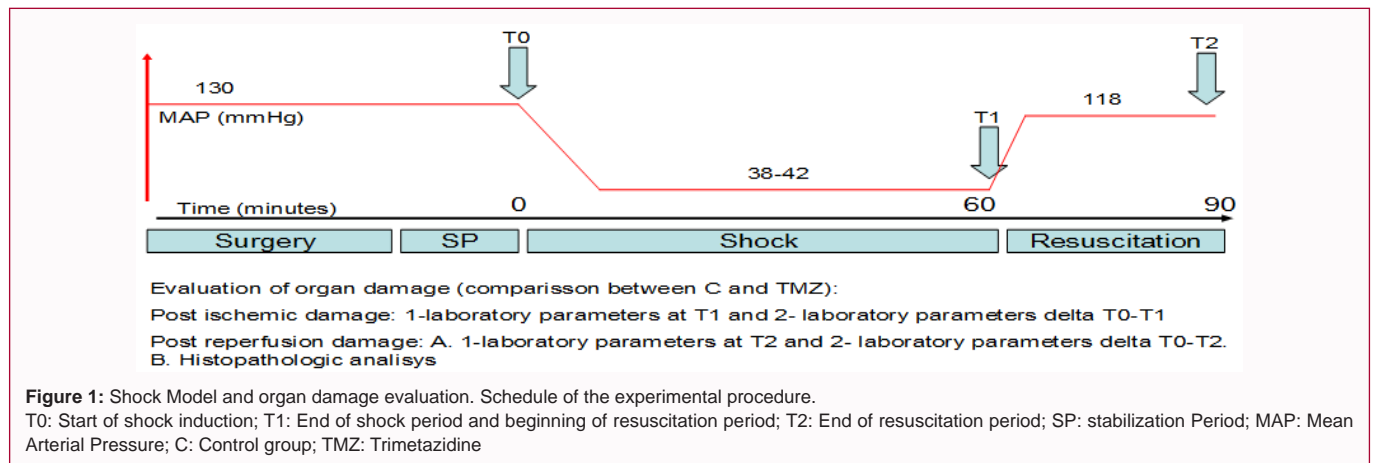 T0
T2
130
118
MAP (mmHg)
T1
38-42
Time (minutes)
0
60
90
Surgery
SP
Shock
Resuscitation
Evaluation of organ damage (comparisson between C and TMZ):
Post ischemic damage: 1-laboratory parameters at T1 and 2- laboratory parameters delta T0-T1
Post reperfusion damage: A. 1-laboratory parameters at T2 and 2- laboratory parameters delta T0-T2.
B. Histopathologic analisys
Figure 1: Shock Model and organ damage evaluation. Schedule of the experimental procedure.
T0: Start of shock induction; T1: End of shock period and beginning of resuscitation period; T2: End of resuscitation period; SP: stabilization Period; MAP: Mean
Arterial Pressure; C: Control group; TMZ: Trimetazidine